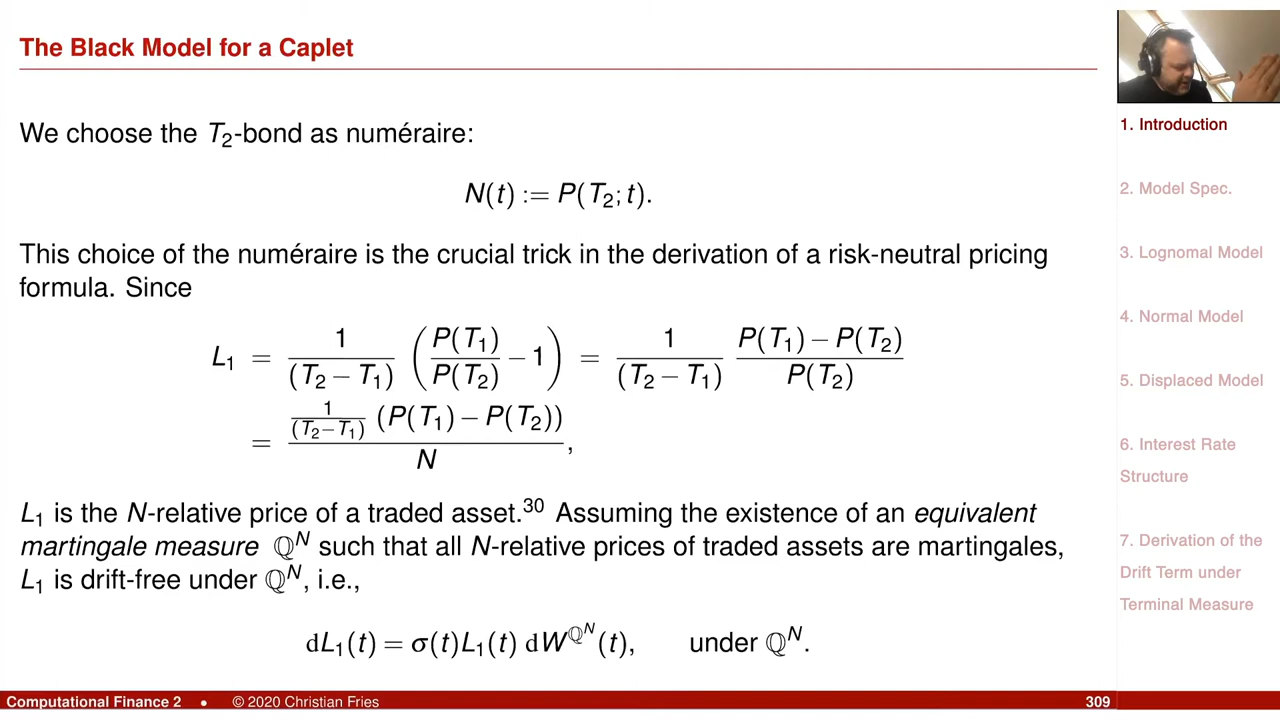 The Black Model for a Caplet
We choose the T₂-bond as numéraire:
N(t) := P(T₂; t).
This choice of the numéraire is the crucial trick in the derivation of a risk-neutral pricing
formula. Since
L₁ = 1/(T₂ − T₁) (P(T₁)/P(T₂) − 1) = 1/(T₂ − T₁) (P(T₁) − P(T₂))/P(T₂)
= (1/(T₂−T₁) (P(T₁) − P(T₂)))/N,
L₁ is the N-relative price of a traded asset.³⁰ Assuming the existence of an equivalent
martingale measure ℚᴺ such that all N-relative prices of traded assets are martingales,
L₁ is drift-free under ℚᴺ, i.e.,
dL₁(t) = σ(t)L₁(t) dW^ℚᴺ(t), under ℚᴺ.
1. Introduction
2. Model Spec.
3. Lognomal Model
4. Normal Model
5. Displaced Model
6. Interest Rate
Structure
7. Derivation of the
Drift Term under
Terminal Measure
Computational Finance 2 • © 2020 Christian Fries 309